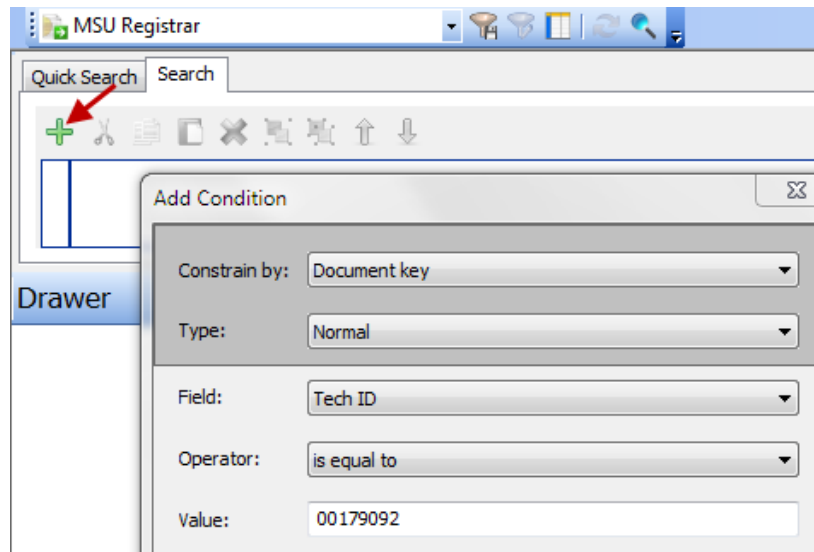 MSU Registrar
Quick Search Search
Add Condition
Constrain by: Document key
Drawer
Type: Normal
Field: Tech ID
Operator: is equal to
Value: 00179092